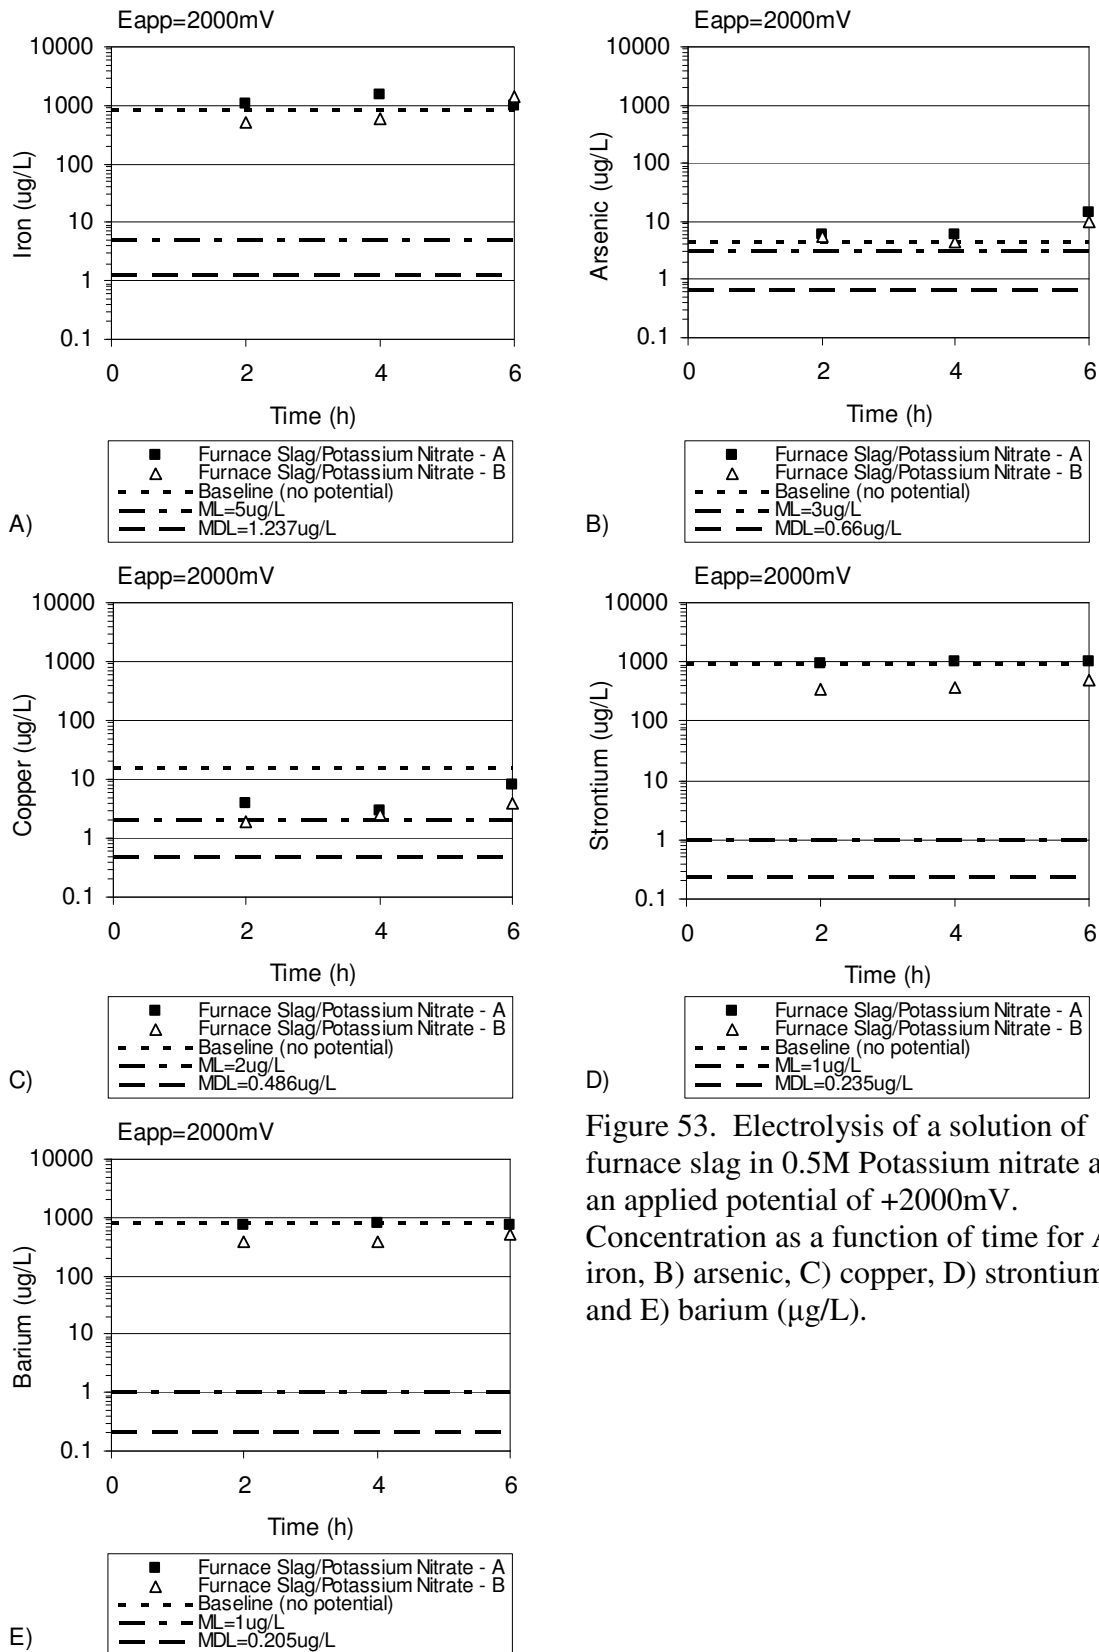 Eapp=2000mV
10000
1000
100
10
1
0.1
Iron (ug/L)
0 2 4 6
Time (h)
Furnace Slag/Potassium Nitrate - A
Furnace Slag/Potassium Nitrate - B
Baseline (no potential)
ML=5ug/L
MDL=1.237ug/L
A)
Eapp=2000mV
10000
1000
100
10
1
0.1
Arsenic (ug/L)
0 2 4 6
Time (h)
Furnace Slag/Potassium Nitrate - A
Furnace Slag/Potassium Nitrate - B
Baseline (no potential)
ML=3ug/L
MDL=0.66ug/L
B)
Eapp=2000mV
10000
1000
100
10
1
0.1
Copper (ug/L)
0 2 4 6
Time (h)
Furnace Slag/Potassium Nitrate - A
Furnace Slag/Potassium Nitrate - B
Baseline (no potential)
ML=2ug/L
MDL=0.486ug/L
C)
Eapp=2000mV
10000
1000
100
10
1
0.1
Strontium (ug/L)
0 2 4 6
Time (h)
Furnace Slag/Potassium Nitrate - A
Furnace Slag/Potassium Nitrate - B
Baseline (no potential)
ML=1ug/L
MDL=0.235ug/L
D)
Eapp=2000mV
10000
1000
100
10
1
0.1
Barium (ug/L)
0 2 4 6
Time (h)
Furnace Slag/Potassium Nitrate - A
Furnace Slag/Potassium Nitrate - B
Baseline (no potential)
ML=1ug/L
MDL=0.205ug/L
E)
Figure 53. Electrolysis of a solution of
furnace slag in 0.5M Potassium nitrate a
an applied potential of +2000mV.
Concentration as a function of time for A
iron, B) arsenic, C) copper, D) strontium
and E) barium (µg/L).